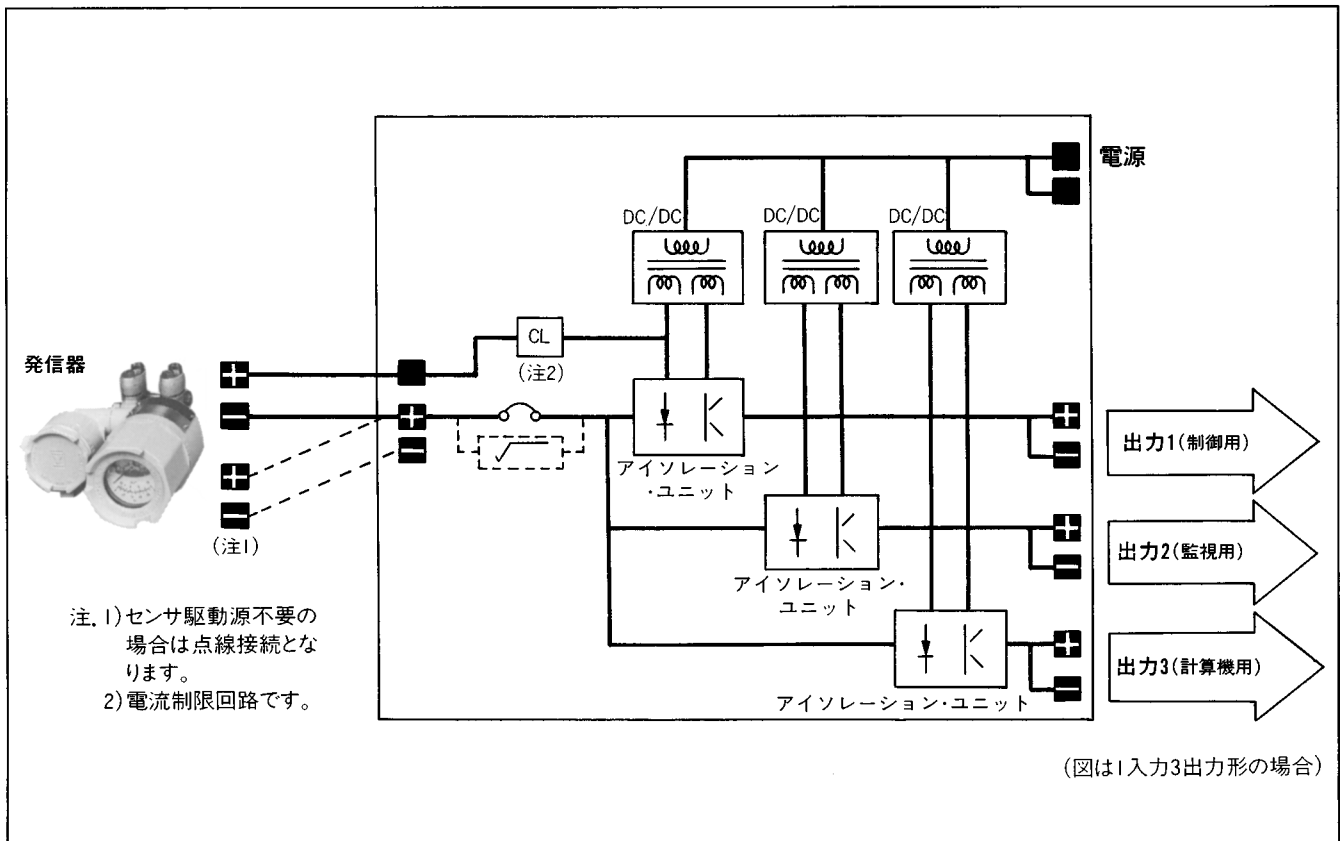 電源
DC/DC
DC/DC
DC/DC
CL
(注2)
発信器
アイソレーション
・ユニット
出力1(制御用)
(注1)
アイソレーション・
ユニット
出力2(監視用)
注.1)センサ駆動源不要の
場合は点線接続とな
ります。
2)電流制限回路です。
アイソレーション・ユニット
出力3(計算機用)
(図は1入力3出力形の場合)